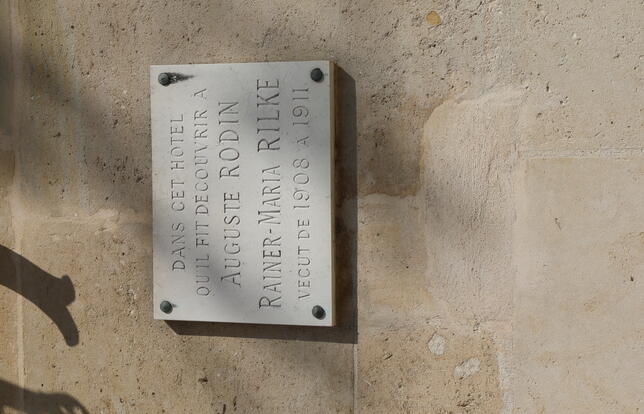 DANS CET HOTEL
QU'IL FIT DECOUVRIR À
AUGUSTE RODIN
RAINER-MARIA RILKE
VECUT DE 1908 À 1911